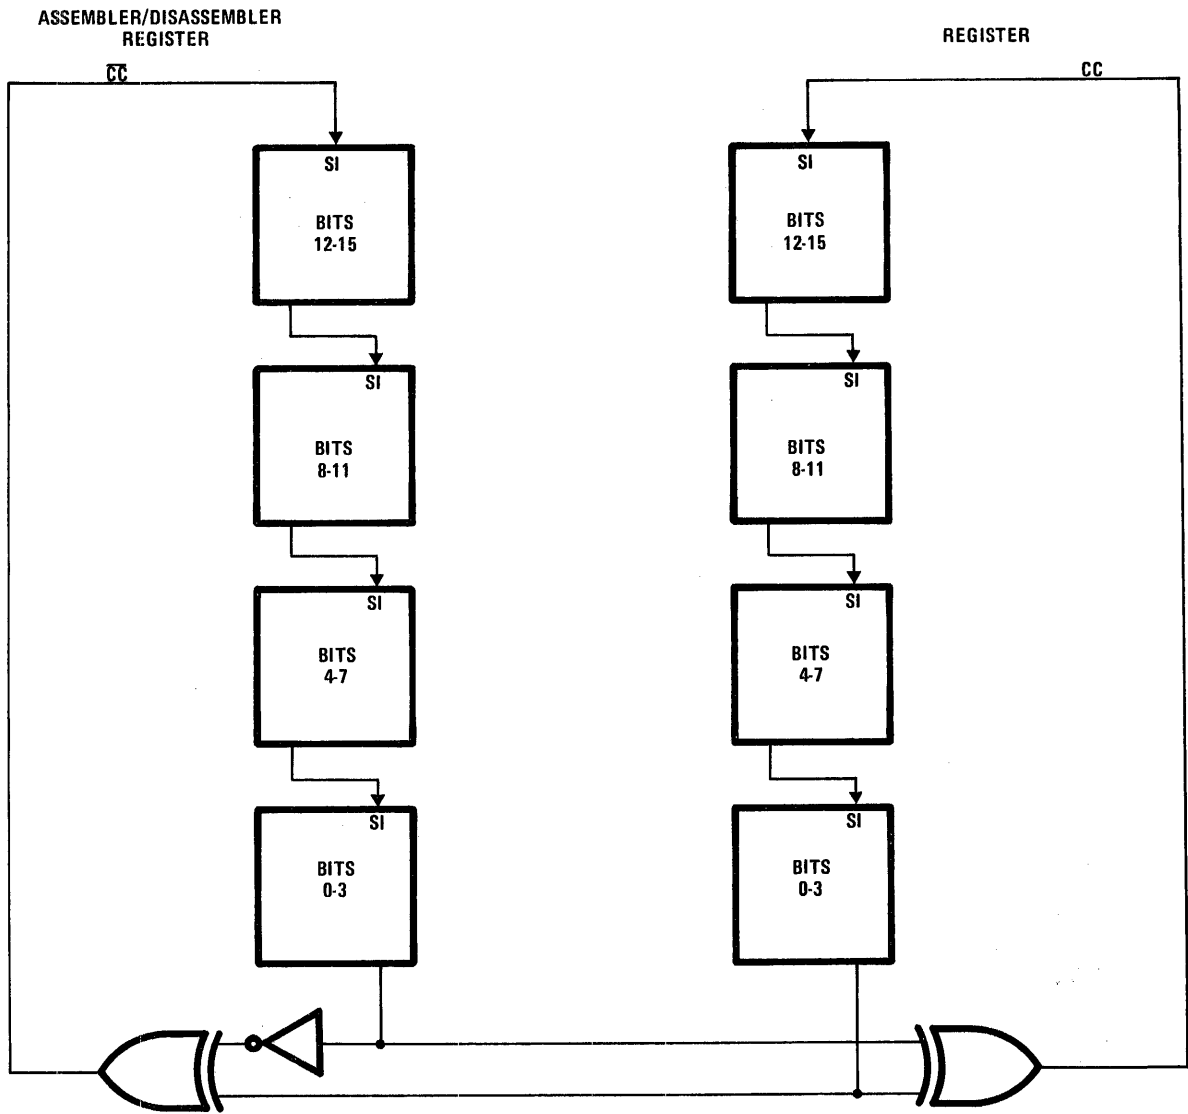 ASSEMBLER/DISASSEMBLER
REGISTER
REGISTER
C̅C̅
CC
SI
BITS
12-15
SI
BITS
12-15
SI
BITS
8-11
SI
BITS
8-11
SI
BITS
4-7
SI
BITS
4-7
SI
BITS
0-3
SI
BITS
0-3